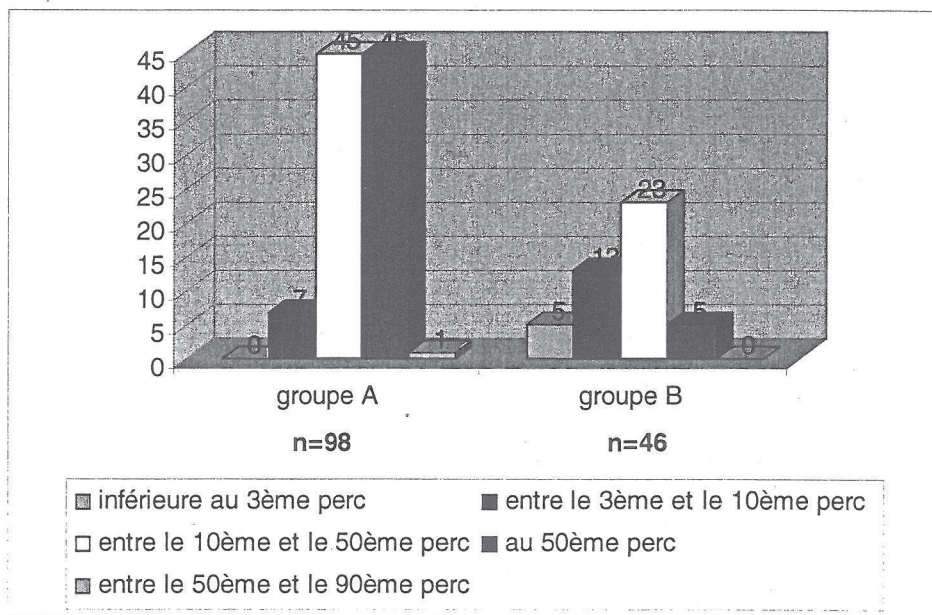 45
40
35
30
25
20
15
10
5
0
0 7 45 45 1
5 12 23 5 0
groupe A groupe B
n=98 n=46
inférieure au 3ème perc entre le 3ème et le 10ème perc
entre le 10ème et le 50ème perc au 50ème perc
entre le 50ème et le 90ème perc